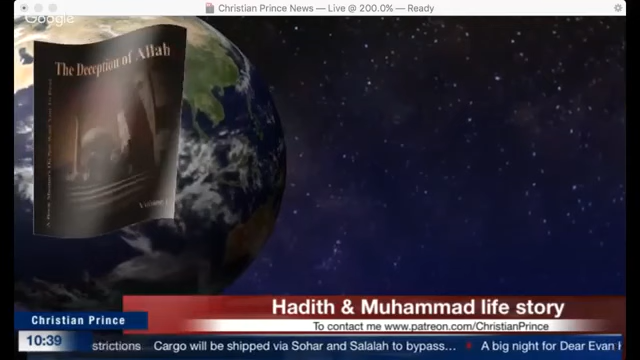 Christian Prince News — Live @ 200.0% — Ready
Google
The Deception of Allah
Volume 1
Hadith & Muhammad life story
Christian Prince
To contact me www.patreon.com/ChristianPrince
10:39
strictions Cargo will be shipped via Sohar and Salalah to bypass... A big night for Dear Evan